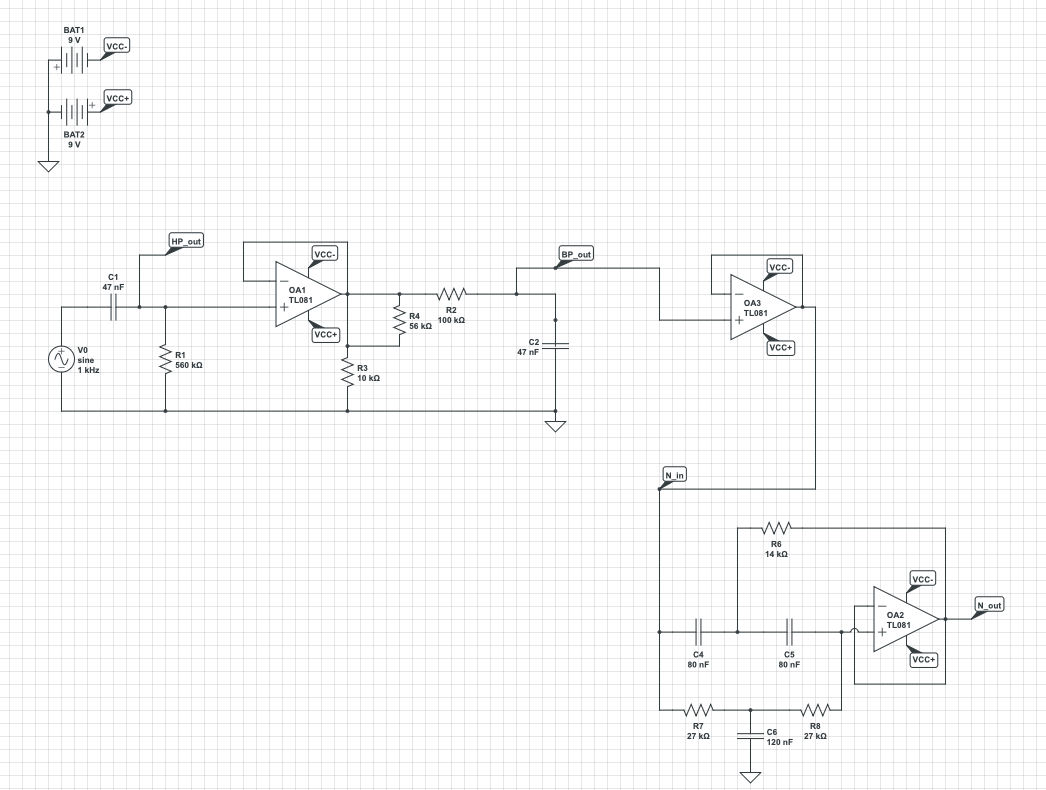 BAT1
9 V
VCC-
+
VCC+
+
BAT2
9 V
HP_out
C1
47 nF
V0
sine
1 kHz
+
−
R1
560 kΩ
VCC-
−
OA1
TL081
+
VCC+
R4
56 kΩ
R2
100 kΩ
R3
10 kΩ
BP_out
C2
47 nF
VCC-
−
OA3
TL081
+
VCC+
N_in
R6
14 kΩ
VCC-
−
OA2
TL081
+
VCC+
N_out
C4
80 nF
C5
80 nF
R7
27 kΩ
C6
120 nF
R8
27 kΩ